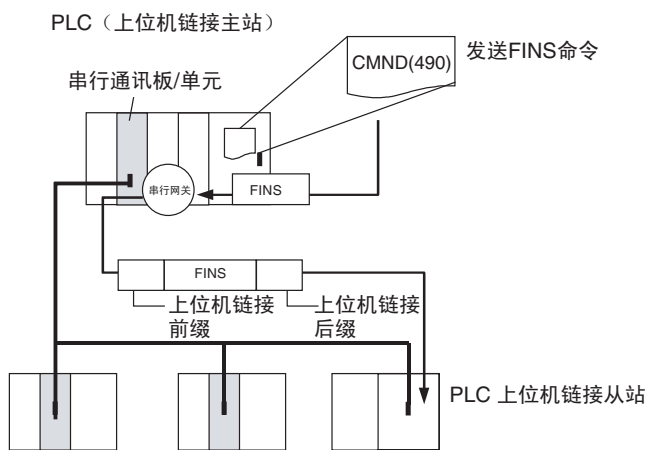 PLC（上位机链接主站）
发送FINS命令
CMND(490)
串行通讯板/单元
串行网关
FINS
FINS
上位机链接
前缀
上位机链接
后缀
PLC 上位机链接从站